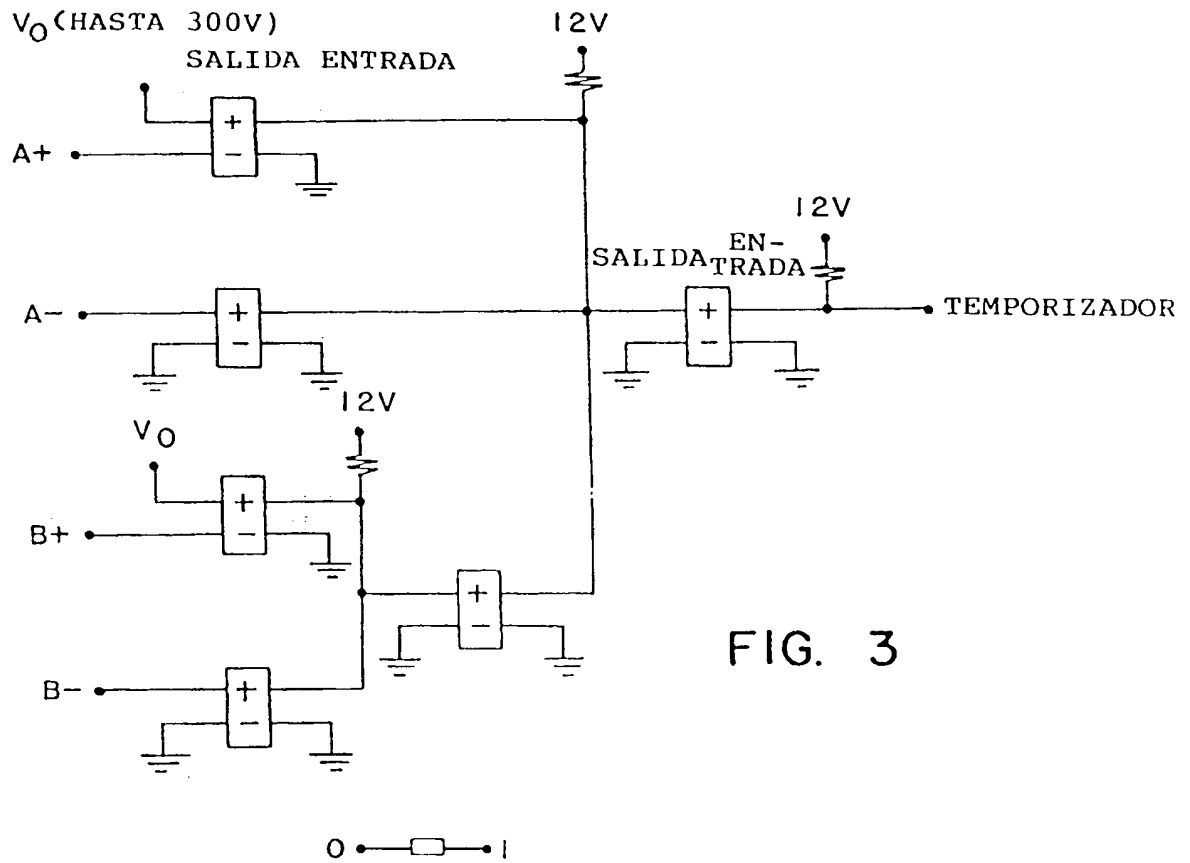 V₀ (HASTA 300V)
12V
SALIDA ENTRADA
+
−
A+
12V
SALIDA EN-
TRADA
A−
+
−
+
−
TEMPORIZADOR
12V
V₀
+
−
B+
+
−
FIG. 3
B−
+
−
0 1